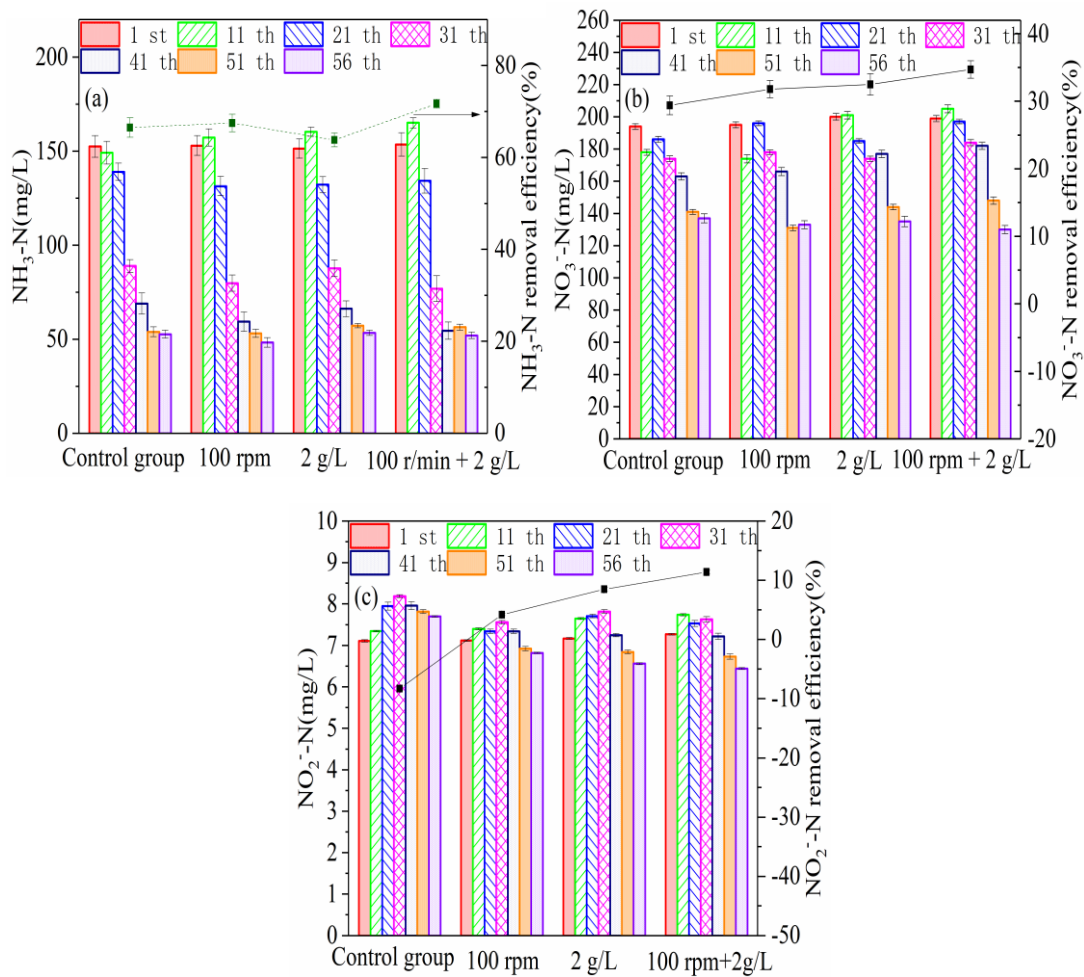 (a)
1 st 11 th 21 th 31 th
41 th 51 th 56 th
NH₃-N(mg/L)
200
150
100
50
0
NH₃-N removal efficiency(%)
80
60
40
20
0
Control group 100 rpm 2 g/L 100 r/min + 2 g/L
(b)
1 st 11 th 21 th 31 th
41 th 51 th 56 th
NO₃⁻-N(mg/L)
260
240
220
200
180
160
140
120
100
80
60
40
20
0
NO₃⁻-N removal efficiency(%)
40
30
20
10
0
-10
-20
Control group 100 rpm 2 g/L 100 rpm + 2 g/L
(c)
1 st 11 th 21 th 31 th
41 th 51 th 56 th
NO₂⁻-N(mg/L)
10
9
8
7
6
5
4
3
2
1
0
NO₂⁻-N removal efficiency(%)
20
10
0
-10
-20
-30
-40
-50
Control group 100 rpm 2 g/L 100 rpm+2g/L